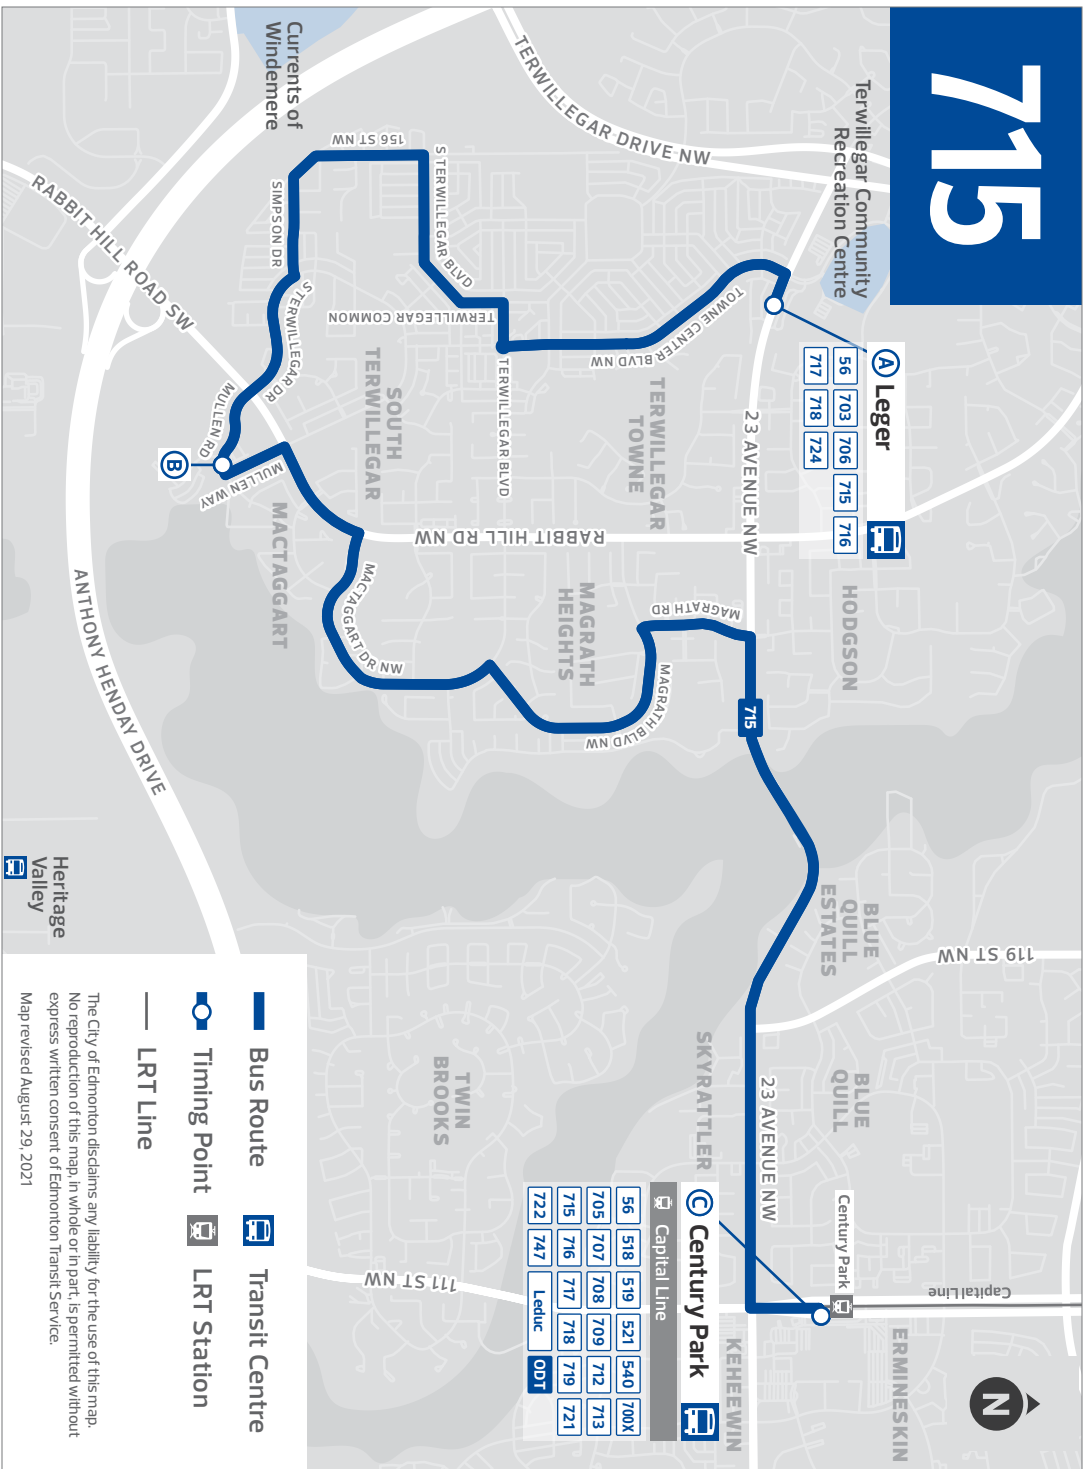 715
Terwillegar Community
Recreation Centre
A Leger
56 703 706 715 716
717 718 724
TERWILLEGAR DRIVE NW
Currents of
Windemere
156 ST NW
S TERWILLEGAR BLVD
SIMPSON DR
RABBIT HILL ROAD SW
S TERWILLEGAR DR
TERWILLEGAR COMMON
TOWNE CENTER BLVD NW
TERWILLEGAR BLVD
SOUTH
TERWILLEGAR
TERWILLEGAR
TOWNE
23 AVENUE NW
MULLEN RD
B
MULLEN WAY
MACTAGGART
RABBIT HILL RD NW
MACTAGGART DR NW
MAGRATH
HEIGHTS
MAGRATH RD
MAGRATH BLVD NW
HODGSON
715
ANTHONY HENDAY DRIVE
Heritage
Valley
BLUE
QUILL
ESTATES
119 ST NW
BLUE
QUILL
SKYRATTLER
TWIN
BROOKS
23 AVENUE NW
111 ST NW
Century Park
Capital Line
C Century Park
Capital Line
56 518 519 521 540 700X
705 707 708 709 712 713
715 716 717 718 719 721
722 747 Leduc ODT
KEHEEWIN
ERMINESKIN
N
Bus Route
Transit Centre
Timing Point
LRT Station
LRT Line
The City of Edmonton disclaims any liability for the use of this map.
No reproduction of this map, in whole or in part, is permitted without
express written consent of Edmonton Transit Service.
Map revised August 29, 2021